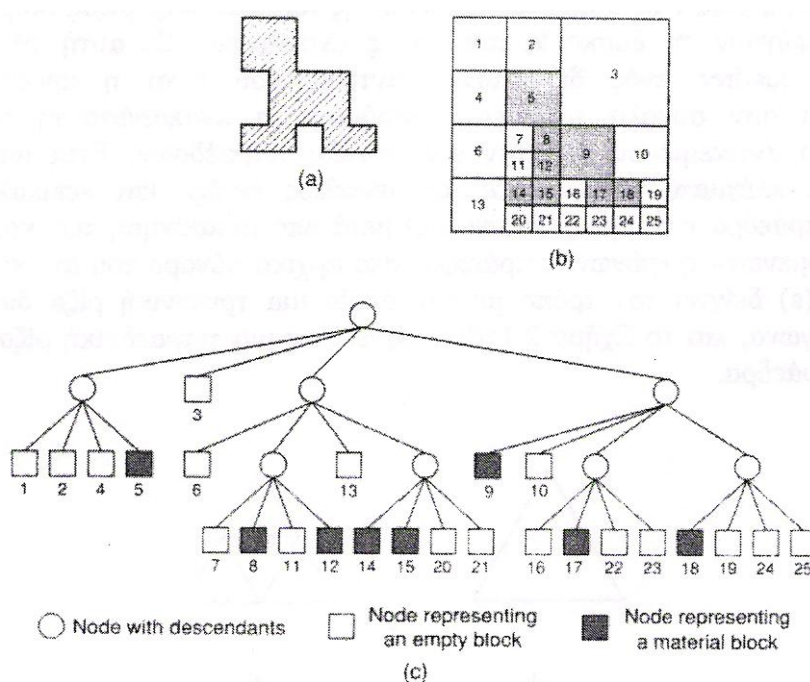 (a)
1 2 3
4 5
6 7 8 9 10
11 12
13 14 15 16 17 18 19
20 21 22 23 24 25
(b)
3
1 2 4 5 6 13 9 10
7 8 11 12 14 15 20 21 16 17 22 23 18 19 24 25
Node with descendants
Node representing
an empty block
Node representing
a material block
(c)